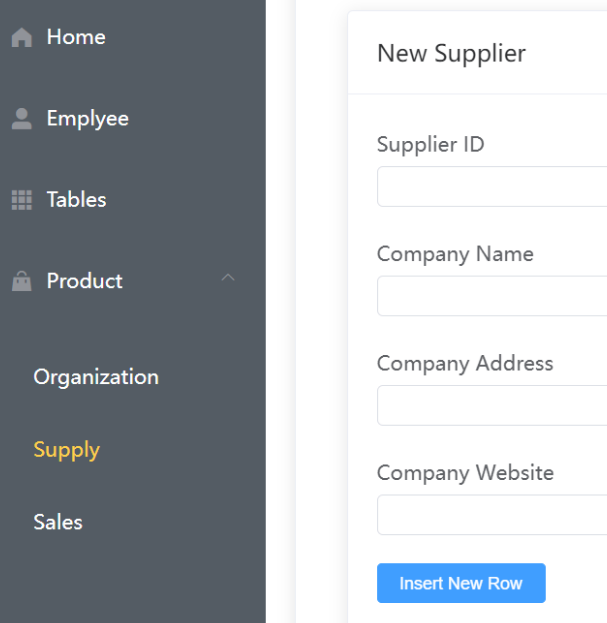 Home
Emplyee
Tables
Product
Organization
Supply
Sales
New Supplier
Supplier ID
Company Name
Company Address
Company Website
Insert New Row